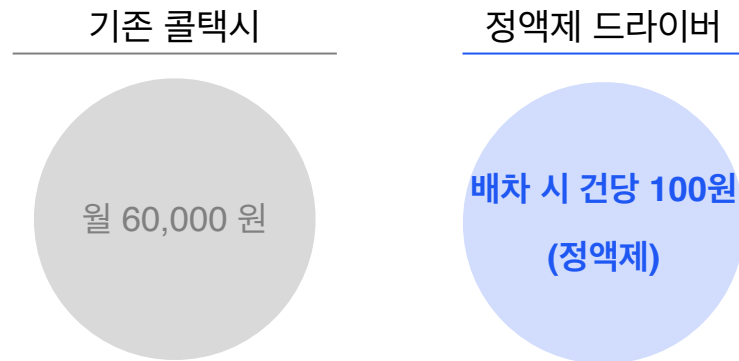 기존 콜택시
정액제 드라이버
월 60,000 원
배차 시 건당 100원
(정액제)